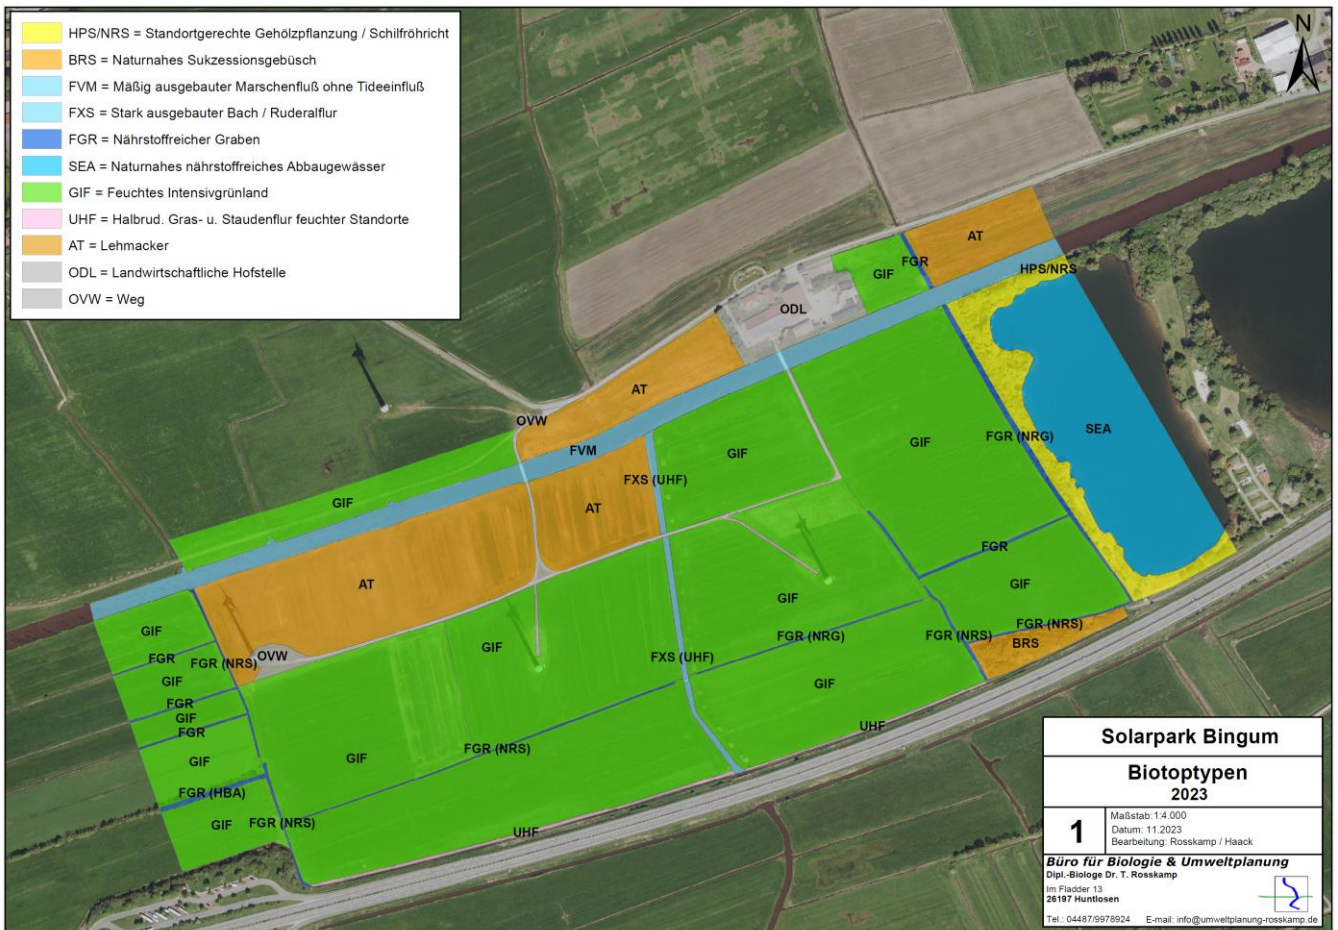 HPS/NRS = Standortgerechte Gehölzpflanzung / Schilfröhricht
BRS = Naturnahes Sukzessionsgebüsch
FVM = Mäßig ausgebauter Marschenfluß ohne Tideeinfluß
FXS = Stark ausgebauter Bach / Ruderalflur
FGR = Nährstoffreicher Graben
SEA = Naturnahes nährstoffreiches Abbaugewässer
GIF = Feuchtes Intensivgrünland
UHF = Halbrud. Gras- u. Staudenflur feuchter Standorte
AT = Lehmacker
ODL = Landwirtschaftliche Hofstelle
OVW = Weg
N
AT
FGR
HPS/NRS
GIF
ODL
AT
OVW
SEA
FGR (NRG)
GIF
FVM
GIF
FXS (UHF)
GIF
AT
FGR
AT
GIF
GIF
FGR (NRS)
GIF
FGR (NRG)
FGR (NRS)
BRS
GIF
OVW
FXS (UHF)
FGR
FGR (NRS)
GIF
GIF
FGR
GIF
UHF
FGR
FGR (NRS)
GIF
GIF
FGR (HBA)
GIF
FGR (NRS)
UHF
Solarpark Bingum
Biotoptypen
2023
1
Maßstab:1:4.000
Datum: 11.2023
Bearbeitung: Rosskamp / Haack
Büro für Biologie & Umweltplanung
Dipl.-Biologe Dr. T. Rosskamp
Im Fladder 13
26197 Huntlosen
Tel.: 04487/9978924 E-mail: info@umweltplanung-rosskamp.de